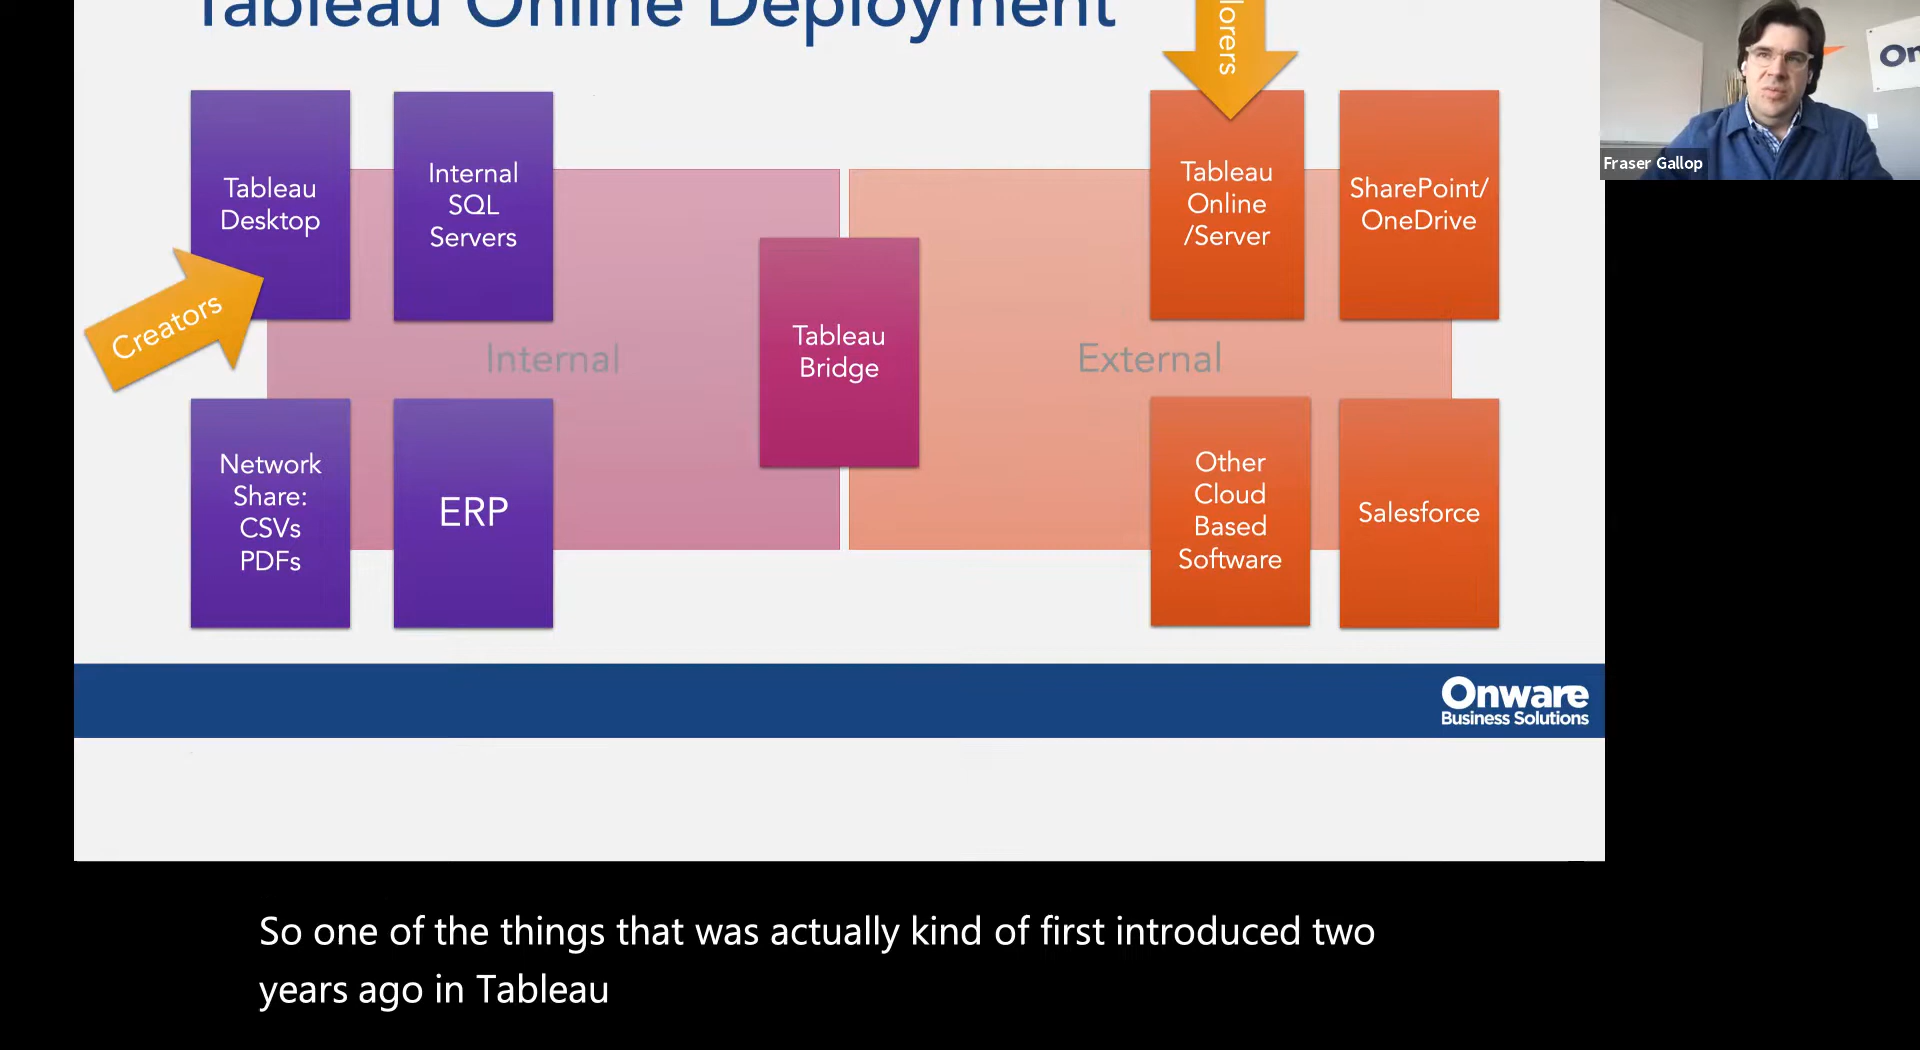 Tableau Online Deployment
lorers
On
Fraser Gallop
Tableau
Desktop
Internal
SQL
Servers
Tableau
Online
/Server
SharePoint/
OneDrive
Creators
Internal
Tableau
Bridge
External
Network
Share:
CSVs
PDFs
ERP
Other
Cloud
Based
Software
Salesforce
Onware
Business Solutions
So one of the things that was actually kind of first introduced two
years ago in Tableau